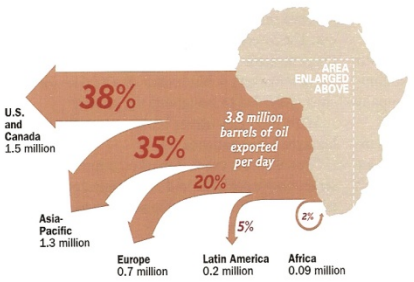 AREA
ENLARGED
ABOVE
38%
U.S.
and
Canada
1.5 million
3.8 million
barrels of oil
exported
per day
35%
20%
5%
2%
Asia-
Pacific
1.3 million
Europe
0.7 million
Latin America
0.2 million
Africa
0.09 million